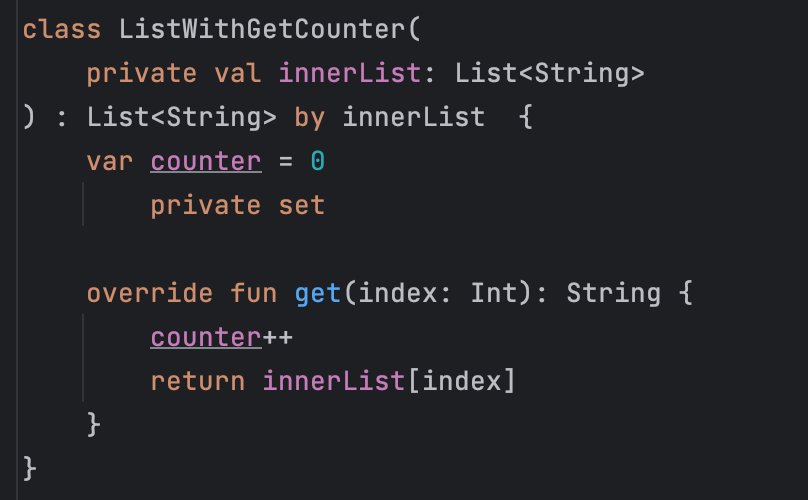 class ListWithGetCounter(
    private val innerList: List<String>
) : List<String> by innerList  {
    var counter = 0
        private set

    override fun get(index: Int): String {
        counter++
        return innerList[index]
    }
}